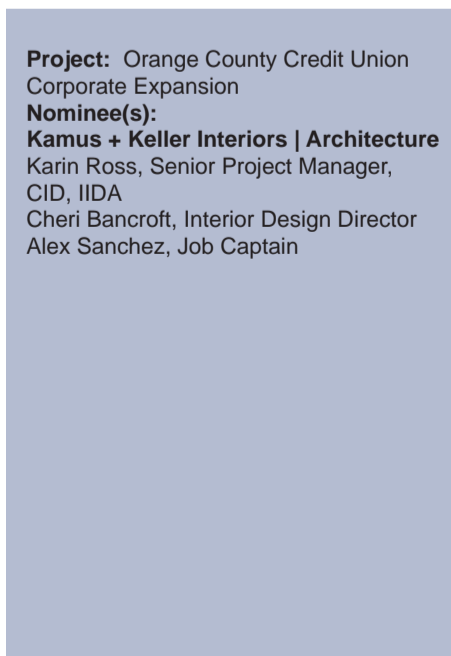 Project:  Orange County Credit Union
Corporate Expansion
Nominee(s):
Kamus + Keller Interiors | Architecture
Karin Ross, Senior Project Manager,
CID, IIDA
Cheri Bancroft, Interior Design Director
Alex Sanchez, Job Captain